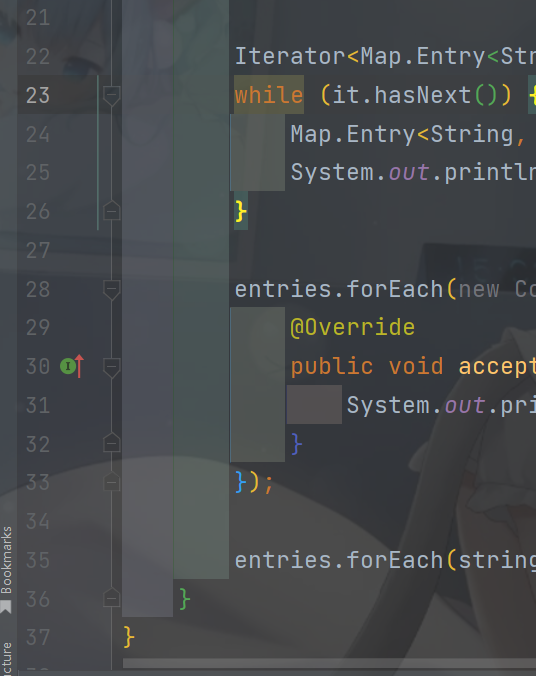 21
22 Iterator<Map.Entry<Str
23 while (it.hasNext()) {
24 Map.Entry<String,
25 System.out.println
26 }
27
28 entries.forEach(new Co
29 @Override
30 public void accept
31 System.out.pri
32 }
33 });
34
35 entries.forEach(string
36 }
37 }
Bookmarks
cture